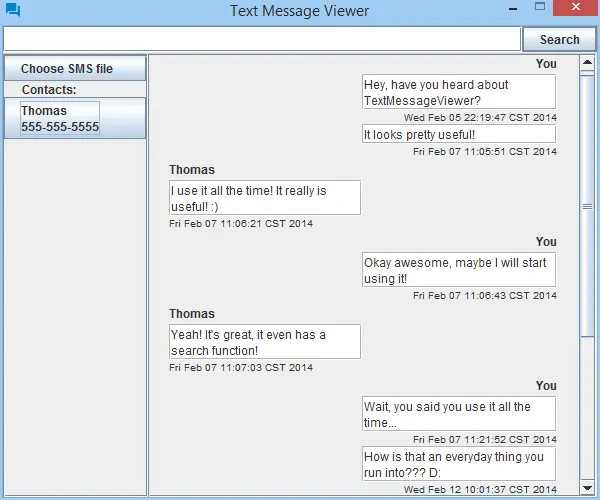 Text Message Viewer
Search
Choose SMS file
Contacts:
Thomas
555-555-5555
You
Hey, have you heard about
TextMessageViewer?
Wed Feb 05 22:19:47 CST 2014
It looks pretty useful!
Fri Feb 07 11:05:51 CST 2014
Thomas
I use it all the time! It really is
useful! :)
Fri Feb 07 11:06:21 CST 2014
You
Okay awesome, maybe I will start
using it!
Fri Feb 07 11:06:43 CST 2014
Thomas
Yeah! It's great, it even has a
search function!
Fri Feb 07 11:07:03 CST 2014
You
Wait, you said you use it all the
time...
Fri Feb 07 11:21:52 CST 2014
How is that an everyday thing you
run into??? D:
Wed Feb 12 10:01:37 CST 2014